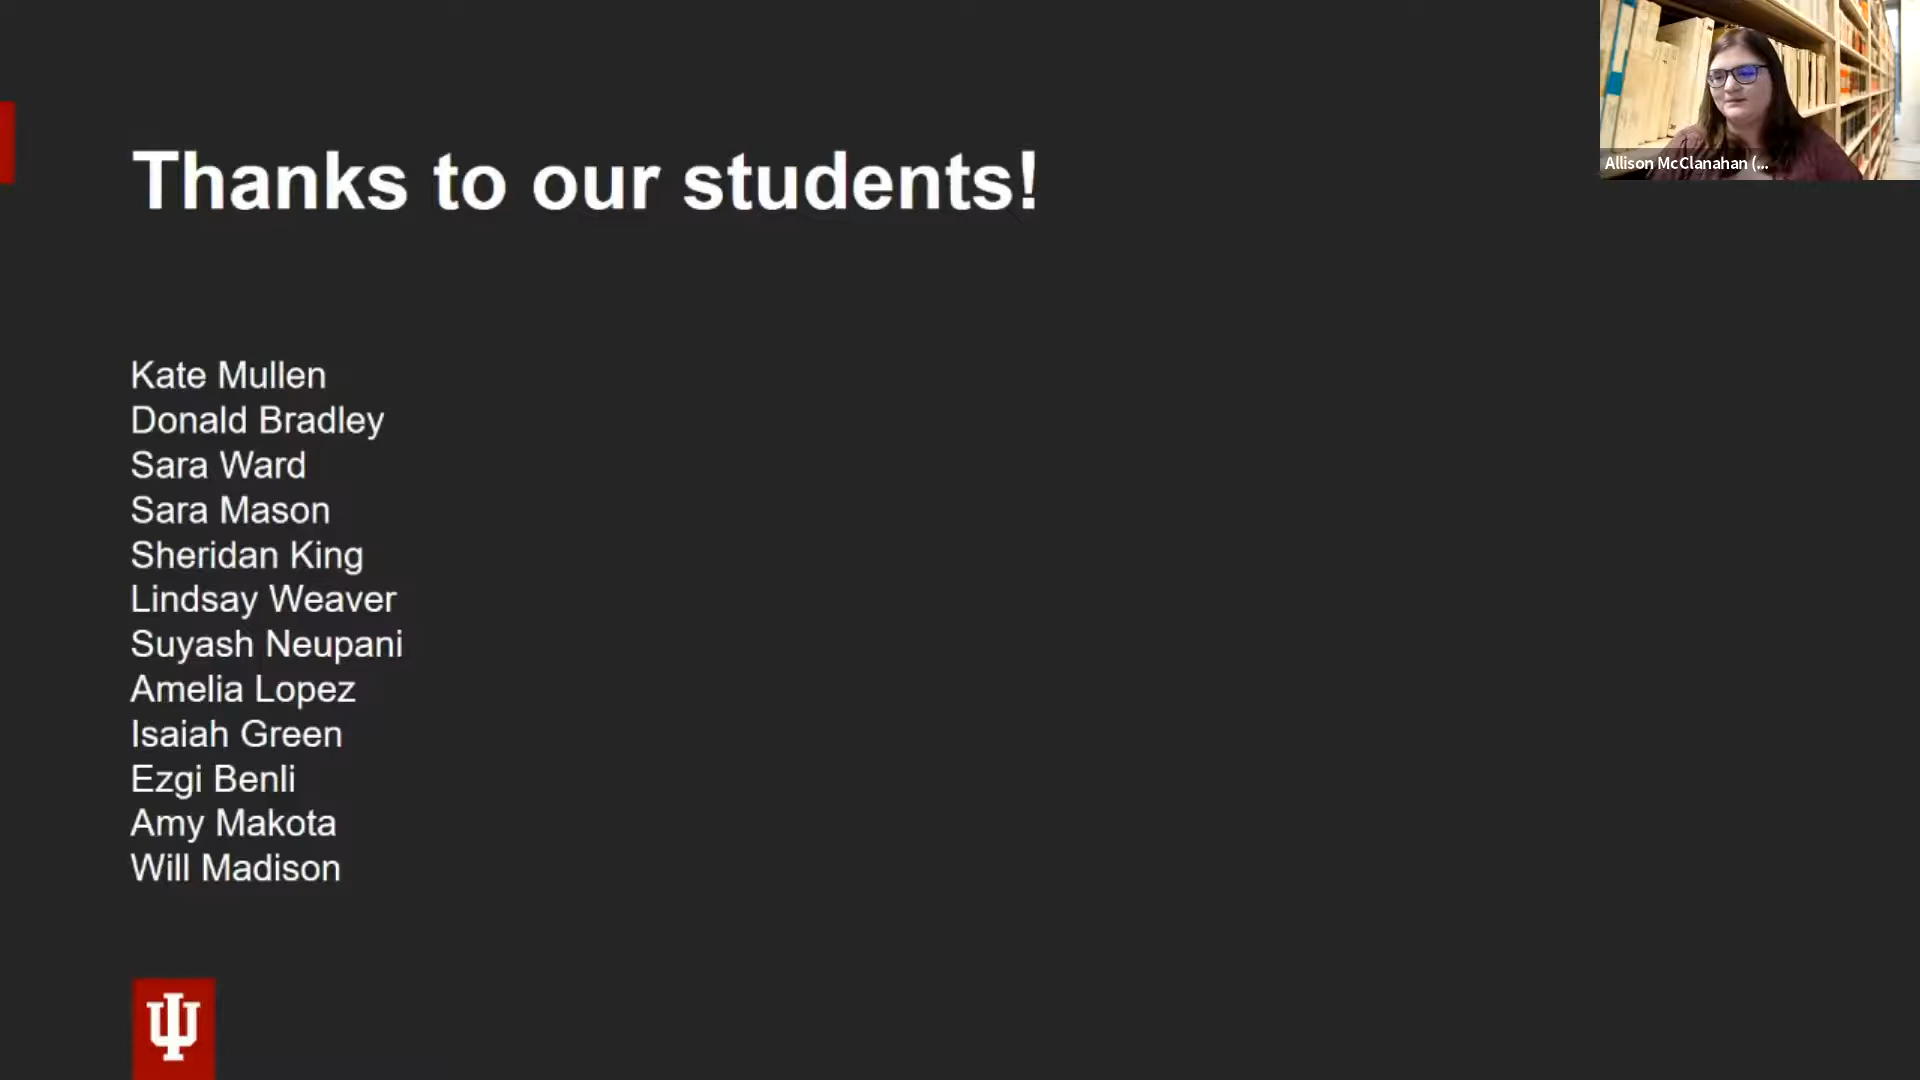 Thanks to our students!
Allison McClanahan (...
Kate Mullen
Donald Bradley
Sara Ward
Sara Mason
Sheridan King
Lindsay Weaver
Suyash Neupani
Amelia Lopez
Isaiah Green
Ezgi Benli
Amy Makota
Will Madison